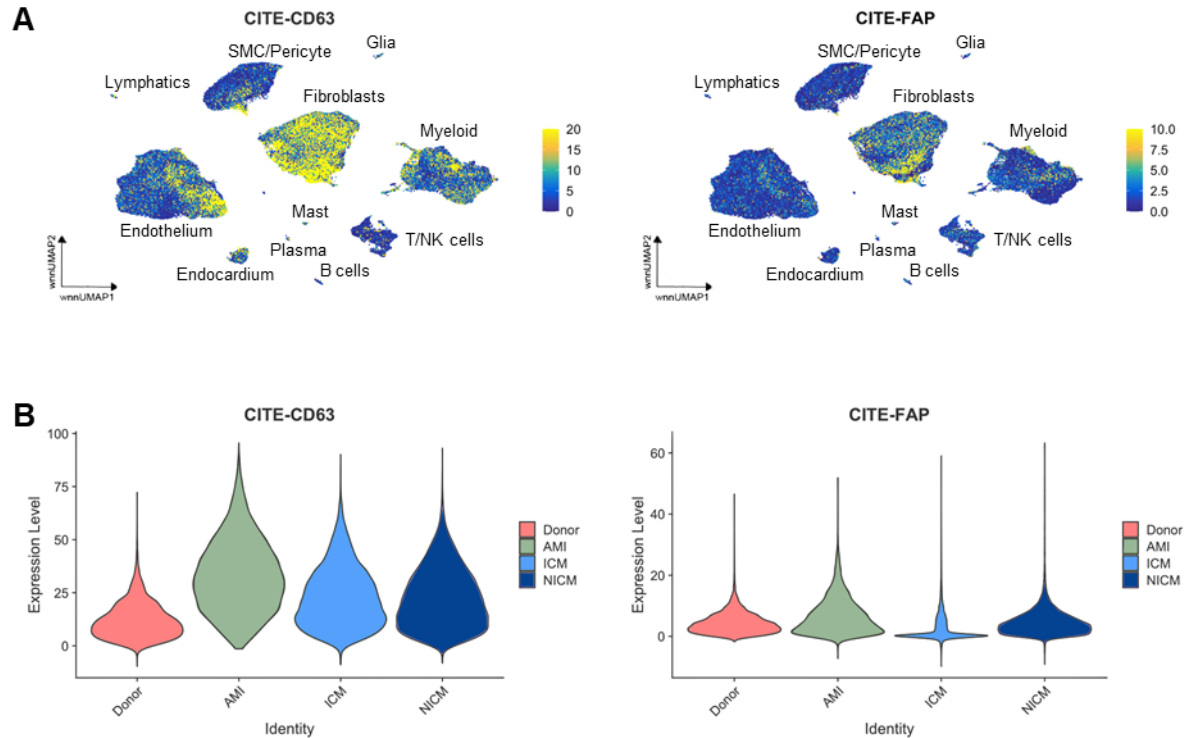 A
CITE-CD63
SMC/Pericyte
Glia
Lymphatics
Fibroblasts
Myeloid
20
15
10
5
0
Endothelium
Mast
T/NK cells
Plasma
Endocardium
B cells
wnnUMAP2
wnnUMAP1
CITE-FAP
SMC/Pericyte
Glia
Lymphatics
Fibroblasts
Myeloid
10.0
7.5
5.0
2.5
0.0
Endothelium
Mast
T/NK cells
Plasma
Endocardium
B cells
wnnUMAP2
wnnUMAP1
B
CITE-CD63
Expression Level
100
75
50
25
0
Donor
AMI
ICM
NICM
Identity
Donor
AMI
ICM
NICM
CITE-FAP
Expression Level
60
40
20
0
Donor
AMI
ICM
NICM
Identity
Donor
AMI
ICM
NICM